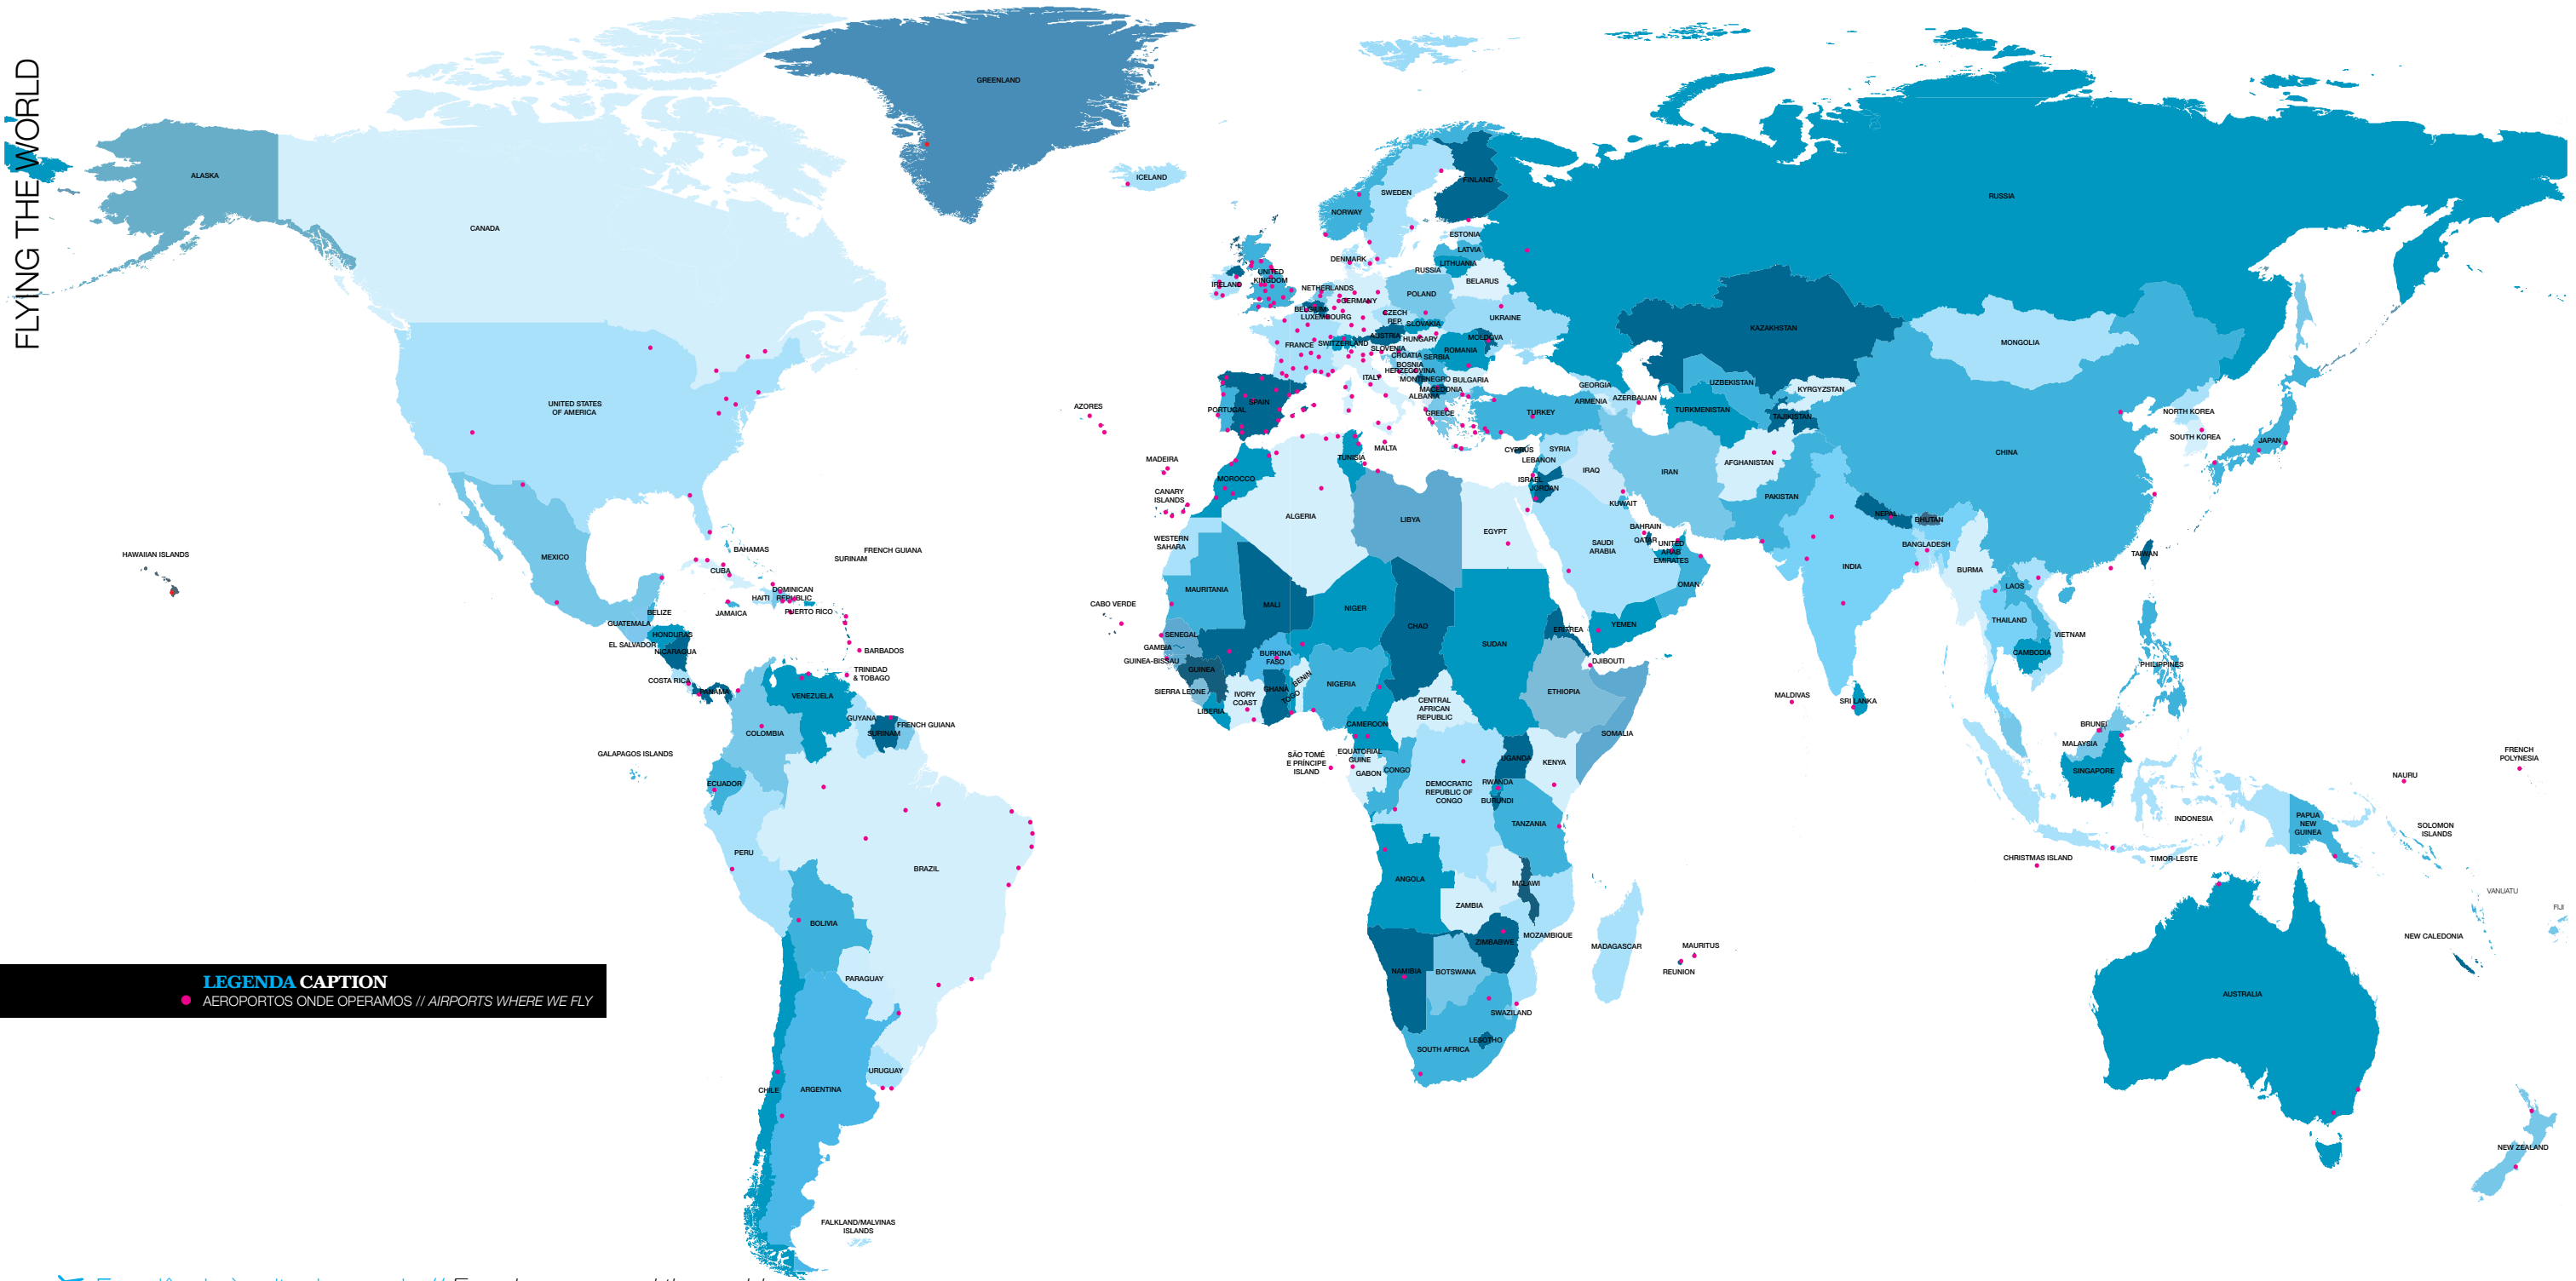 FLYING THE WORLD
GREENLAND
ALASKA
CANADA
ICELAND
UNITED STATES
OF AMERICA
HAWAIIAN ISLANDS
MEXICO
BAHAMAS
SURINAM
FRENCH GUIANA
CUBA
HAITI
DOMINICAN
REPUBLIC
JAMAICA
PUERTO RICO
BELIZE
GUATEMALA
HONDURAS
EL SALVADOR
NICARAGUA
BARBADOS
TRINIDAD
& TOBAGO
COSTA RICA
PANAMA
VENEZUELA
GUYANA
FRENCH GUIANA
SURINAM
COLOMBIA
GALAPAGOS ISLANDS
ECUADOR
PERU
BRAZIL
BOLIVIA
PARAGUAY
URUGUAY
CHILE
ARGENTINA
FALKLAND/MALVINAS
ISLANDS
AZORES
MADEIRA
CANARY
ISLANDS
CABO VERDE
FINLAND
SWEDEN
NORWAY
ESTONIA
LATVIA
LITHUANIA
DENMARK
RUSSIA
BELARUS
UNITED
KINGDOM
IRELAND
NETHERLANDS
GERMANY
POLAND
BELGIUM
LUXEMBOURG
CZECH
REP.
SLOVAKIA
UKRAINE
AUSTRIA
HUNGARY
MOLDOVA
FRANCE
SWITZERLAND
SLOVENIA
CROATIA
SERBIA
ROMANIA
BOSNIA
HERZEGOVINA
ITALY
MONTENEGRO
BULGARIA
MACEDONIA
ALBANIA
GREECE
SPAIN
PORTUGAL
MALTA
TURKEY
GEORGIA
ARMENIA
AZERBAIJAN
RUSSIA
KAZAKHSTAN
MONGOLIA
UZBEKISTAN
KYRGYZSTAN
TURKMENISTAN
TAJIKISTAN
NORTH KOREA
SOUTH KOREA
JAPAN
CHINA
CYPRUS
SYRIA
LEBANON
IRAQ
IRAN
AFGHANISTAN
ISRAEL
JORDAN
KUWAIT
PAKISTAN
NEPAL
BHUTAN
BANGLADESH
BAHRAIN
QATAR
UNITED
ARAB
EMIRATES
SAUDI
ARABIA
OMAN
YEMEN
INDIA
BURMA
LAOS
THAILAND
VIETNAM
CAMBODIA
TAIWAN
PHILIPPINES
MALDIVAS
SRI LANKA
BRUNEI
MALAYSIA
SINGAPORE
INDONESIA
TIMOR-LESTE
CHRISTMAS ISLAND
PAPUA
NEW
GUINEA
NAURU
FRENCH
POLYNESIA
SOLOMON
ISLANDS
VANUATU
FIJI
NEW CALEDONIA
AUSTRALIA
NEW ZEALAND
MOROCCO
TUNISIA
ALGERIA
LIBYA
EGYPT
WESTERN
SAHARA
MAURITANIA
MALI
NIGER
CHAD
SUDAN
ERITREA
DJIBOUTI
SENEGAL
GAMBIA
GUINEA-BISSAU
GUINEA
SIERRA LEONE
LIBERIA
IVORY
COAST
BURKINA
FASO
GHANA
TOGO
BENIN
NIGERIA
CAMEROON
CENTRAL
AFRICAN
REPUBLIC
ETHIOPIA
SOMALIA
SÃO TOMÉ
E PRÍNCIPE
ISLAND
EQUATORIAL
GUINE
GABON
CONGO
DEMOCRATIC
REPUBLIC OF
CONGO
UGANDA
KENYA
RWANDA
BURUNDI
TANZANIA
ANGOLA
ZAMBIA
MALAWI
MOZAMBIQUE
ZIMBABWE
NAMIBIA
BOTSWANA
SWAZILAND
LESOTHO
SOUTH AFRICA
MADAGASCAR
MAURITUS
REUNION
LEGENDA CAPTION
AEROPORTOS ONDE OPERAMOS // AIRPORTS WHERE WE FLY